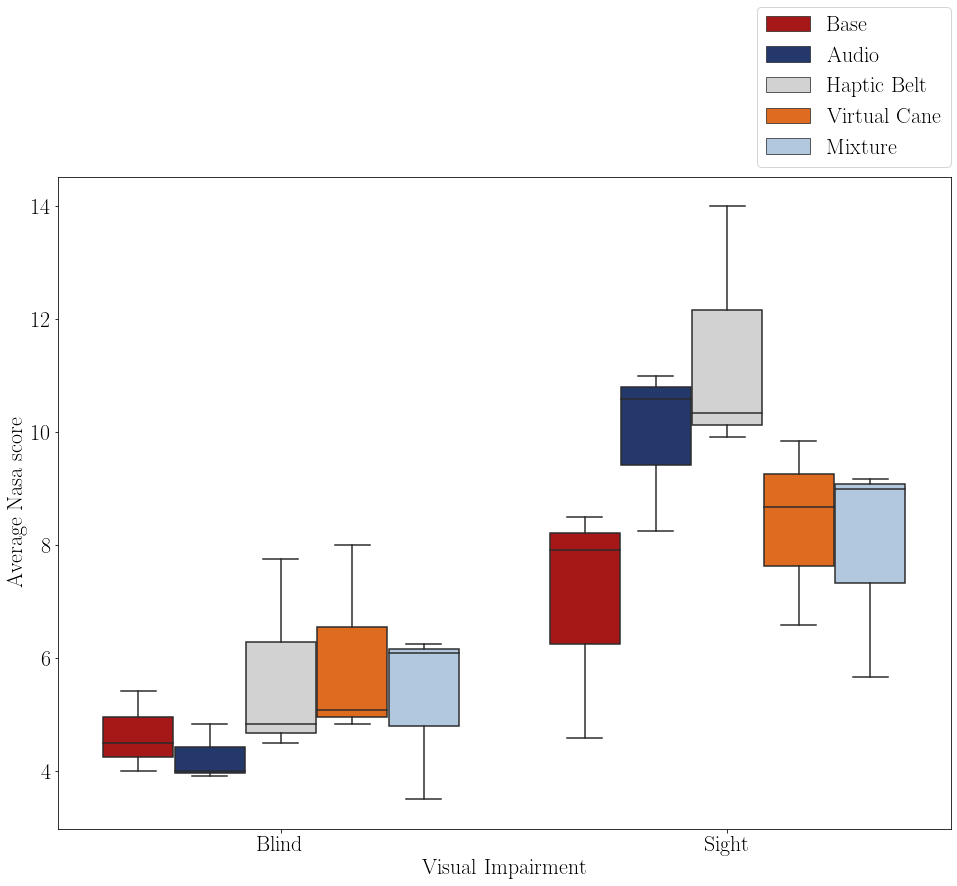 Base
Audio
Haptic Belt
Virtual Cane
Mixture
14
12
10
8
6
4
Average Nasa score
Blind
Sight
Visual Impairment